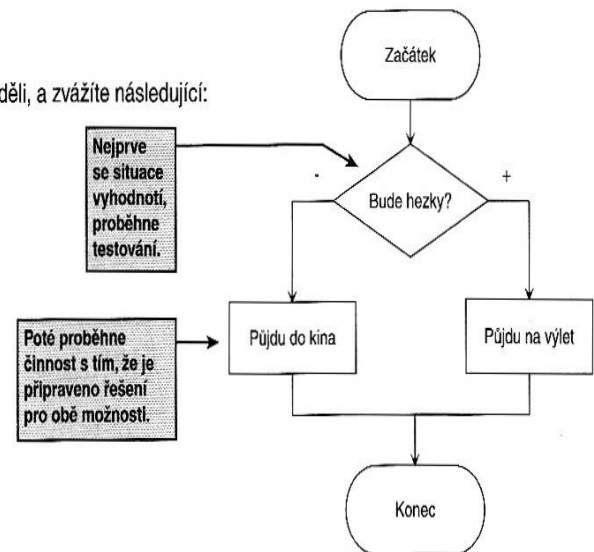 Začátek
děli, a zvážíte následující:
Nejprve
se situace
vyhodnotí,
proběhne
testování.
-
Bude hezky?
+
Poté proběhne
činnost s tím, že je
připraveno řešení
pro obě možnosti.
Půjdu do kina
Půjdu na výlet
Konec